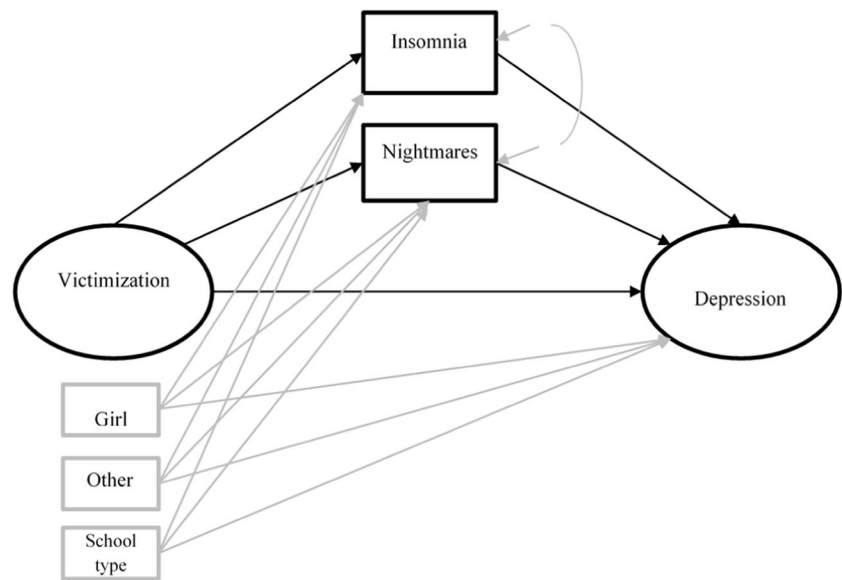 Insomnia
Nightmares
Victimization
Depression
Girl
Other
School
type